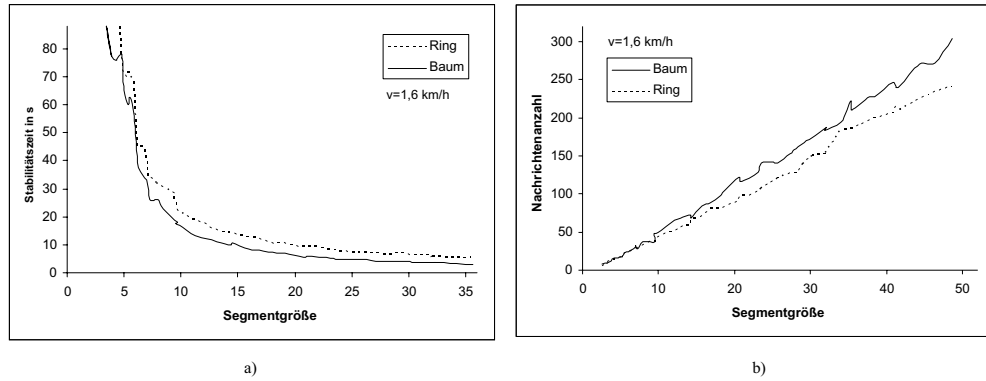 Stabilitätszeit in s
80
70
60
50
40
30
20
10
0
Ring
Baum
v=1,6 km/h
0 5 10 15 20 25 30 35
Segmentgröße
a)
Nachrichtenanzahl
300
250
200
150
100
50
0
v=1,6 km/h
Baum
Ring
0 10 20 30 40 50
Segmentgröße
b)